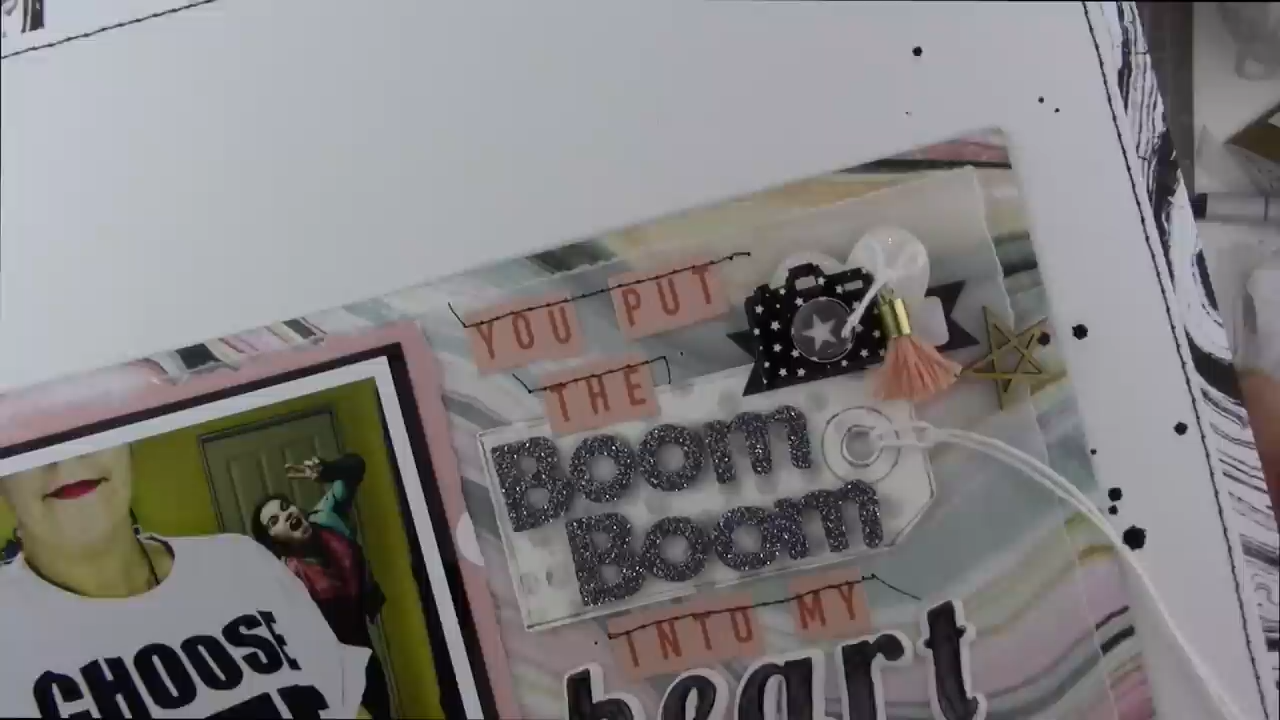 YOU PUT
THE
BOOM
BOOM
INTO MY
heart
CHOOSE